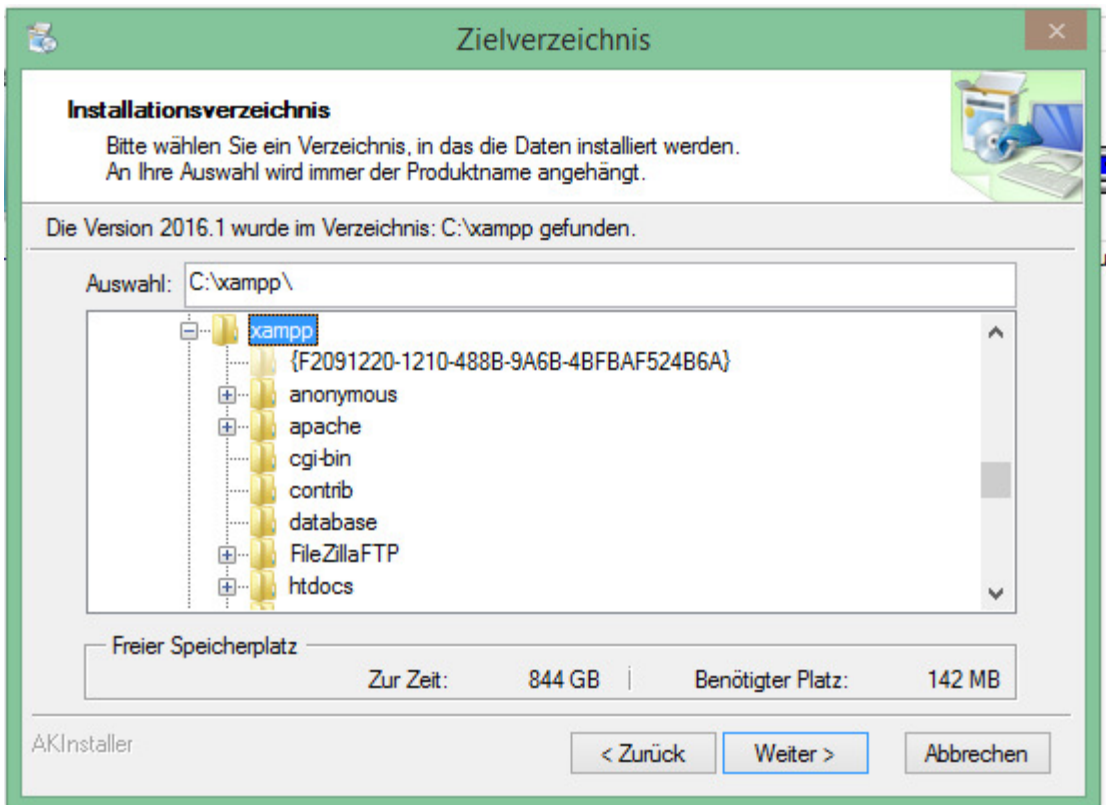 Zielverzeichnis
Installationsverzeichnis
Bitte wählen Sie ein Verzeichnis, in das die Daten installiert werden.
An Ihre Auswahl wird immer der Produktname angehängt.
Die Version 2016.1 wurde im Verzeichnis: C:\xampp gefunden.
Auswahl: C:\xampp\
xampp
{F2091220-1210-488B-9A6B-4BFBAF524B6A}
anonymous
apache
cgi-bin
contrib
database
FileZillaFTP
htdocs
Freier Speicherplatz
Zur Zeit: 844 GB Benötigter Platz: 142 MB
AKInstaller
< Zurück Weiter > Abbrechen